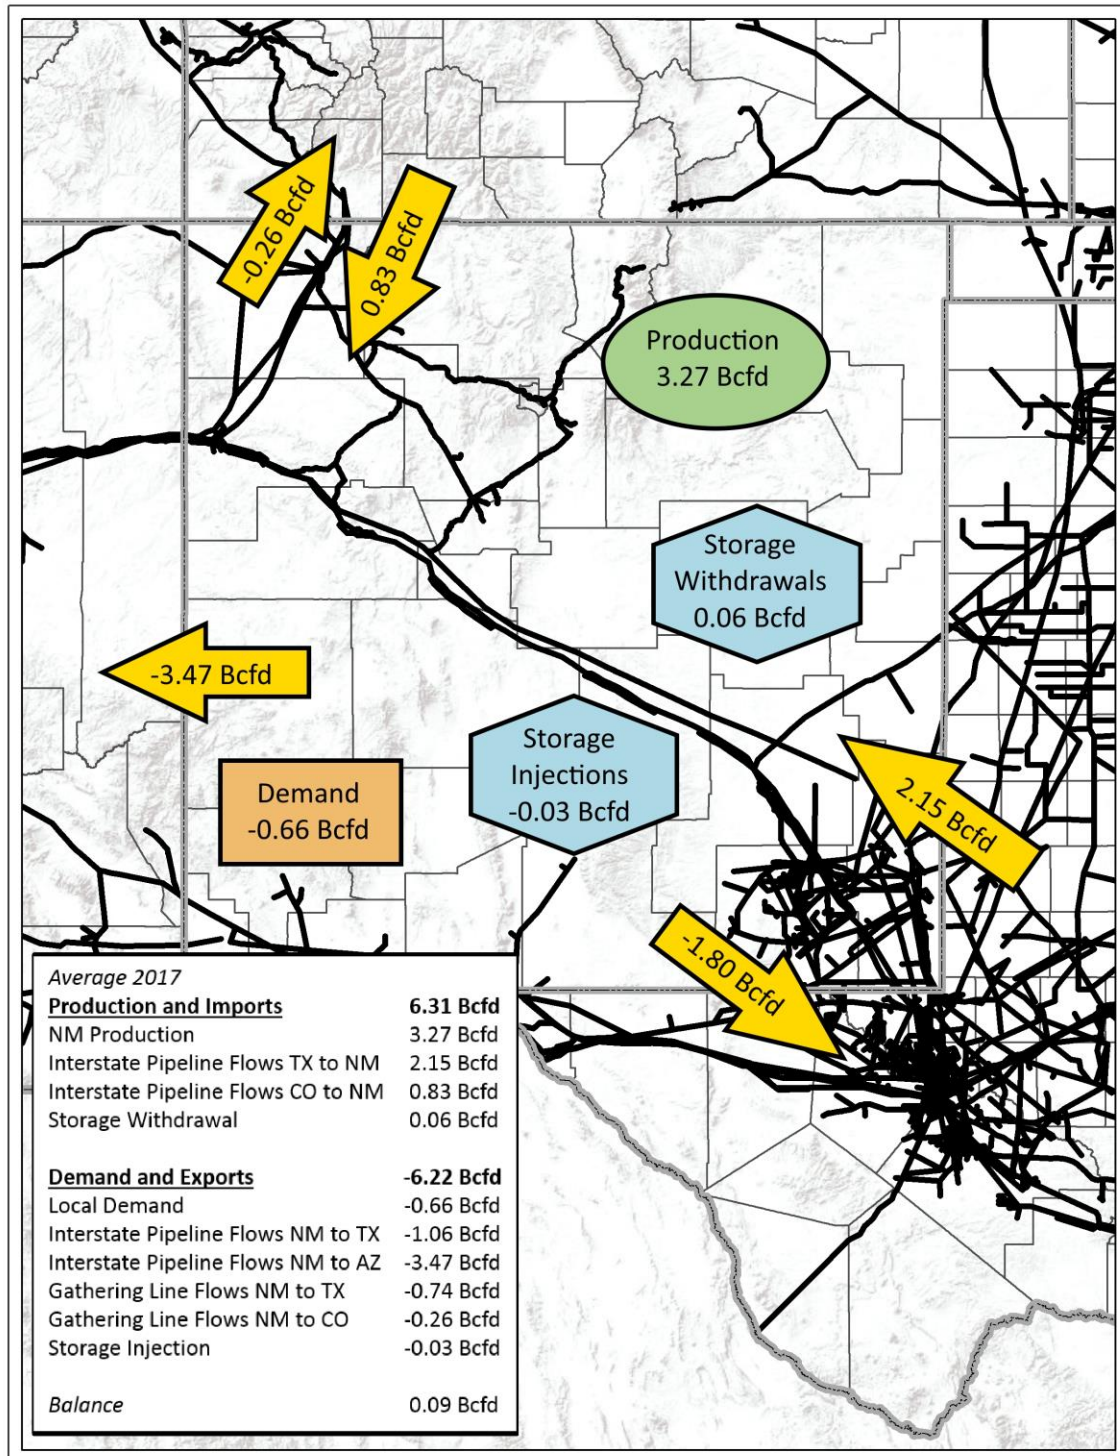 -0.26 Bcfd
0.83 Bcfd
Production
3.27 Bcfd
Storage
Withdrawals
0.06 Bcfd
-3.47 Bcfd
Storage
Injections
-0.03 Bcfd
Demand
-0.66 Bcfd
2.15 Bcfd
-1.80 Bcfd
Average 2017
Production and Imports 6.31 Bcfd
NM Production 3.27 Bcfd
Interstate Pipeline Flows TX to NM 2.15 Bcfd
Interstate Pipeline Flows CO to NM 0.83 Bcfd
Storage Withdrawal 0.06 Bcfd
Demand and Exports -6.22 Bcfd
Local Demand -0.66 Bcfd
Interstate Pipeline Flows NM to TX -1.06 Bcfd
Interstate Pipeline Flows NM to AZ -3.47 Bcfd
Gathering Line Flows NM to TX -0.74 Bcfd
Gathering Line Flows NM to CO -0.26 Bcfd
Storage Injection -0.03 Bcfd
Balance 0.09 Bcfd